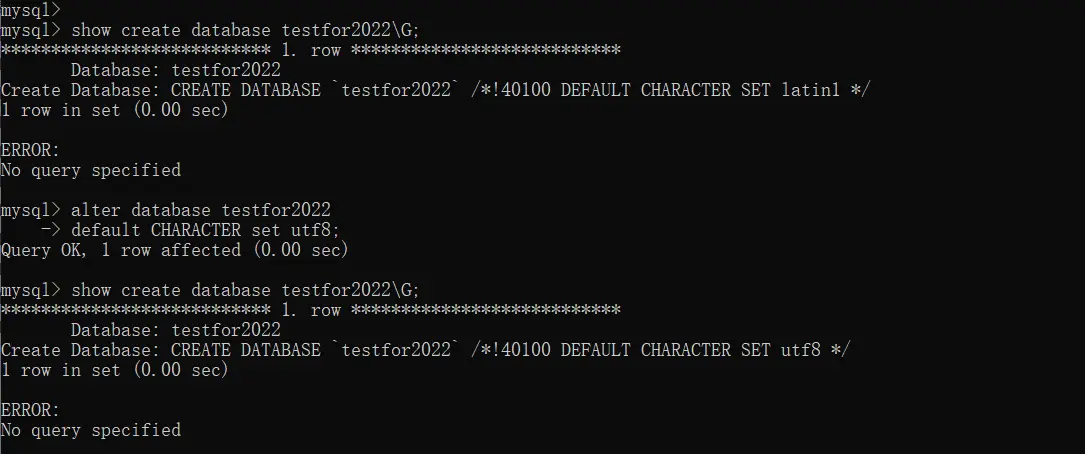 mysql>
mysql> show create database testfor2022\G;
*************************** 1. row ***************************
       Database: testfor2022
Create Database: CREATE DATABASE `testfor2022` /*!40100 DEFAULT CHARACTER SET latin1 */
1 row in set (0.00 sec)

ERROR:
No query specified

mysql> alter database testfor2022
    -> default CHARACTER set utf8;
Query OK, 1 row affected (0.00 sec)

mysql> show create database testfor2022\G;
*************************** 1. row ***************************
       Database: testfor2022
Create Database: CREATE DATABASE `testfor2022` /*!40100 DEFAULT CHARACTER SET utf8 */
1 row in set (0.00 sec)

ERROR:
No query specified